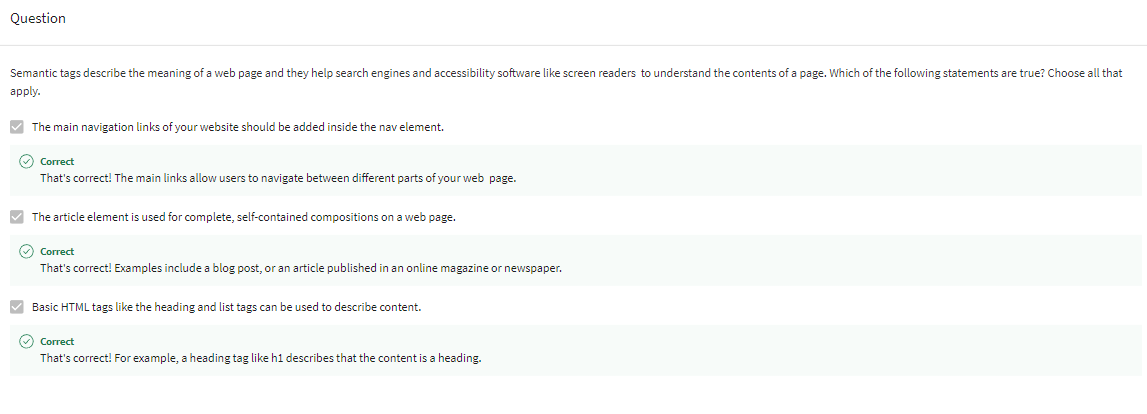 Question
Semantic tags describe the meaning of a web page and they help search engines and accessibility software like screen readers to understand the contents of a page. Which of the following statements are true? Choose all that
apply.
The main navigation links of your website should be added inside the nav element.
Correct
That's correct! The main links allow users to navigate between different parts of your web page.
The article element is used for complete, self-contained compositions on a web page.
Correct
That's correct! Examples include a blog post, or an article published in an online magazine or newspaper.
Basic HTML tags like the heading and list tags can be used to describe content.
Correct
That's correct! For example, a heading tag like h1 describes that the content is a heading.